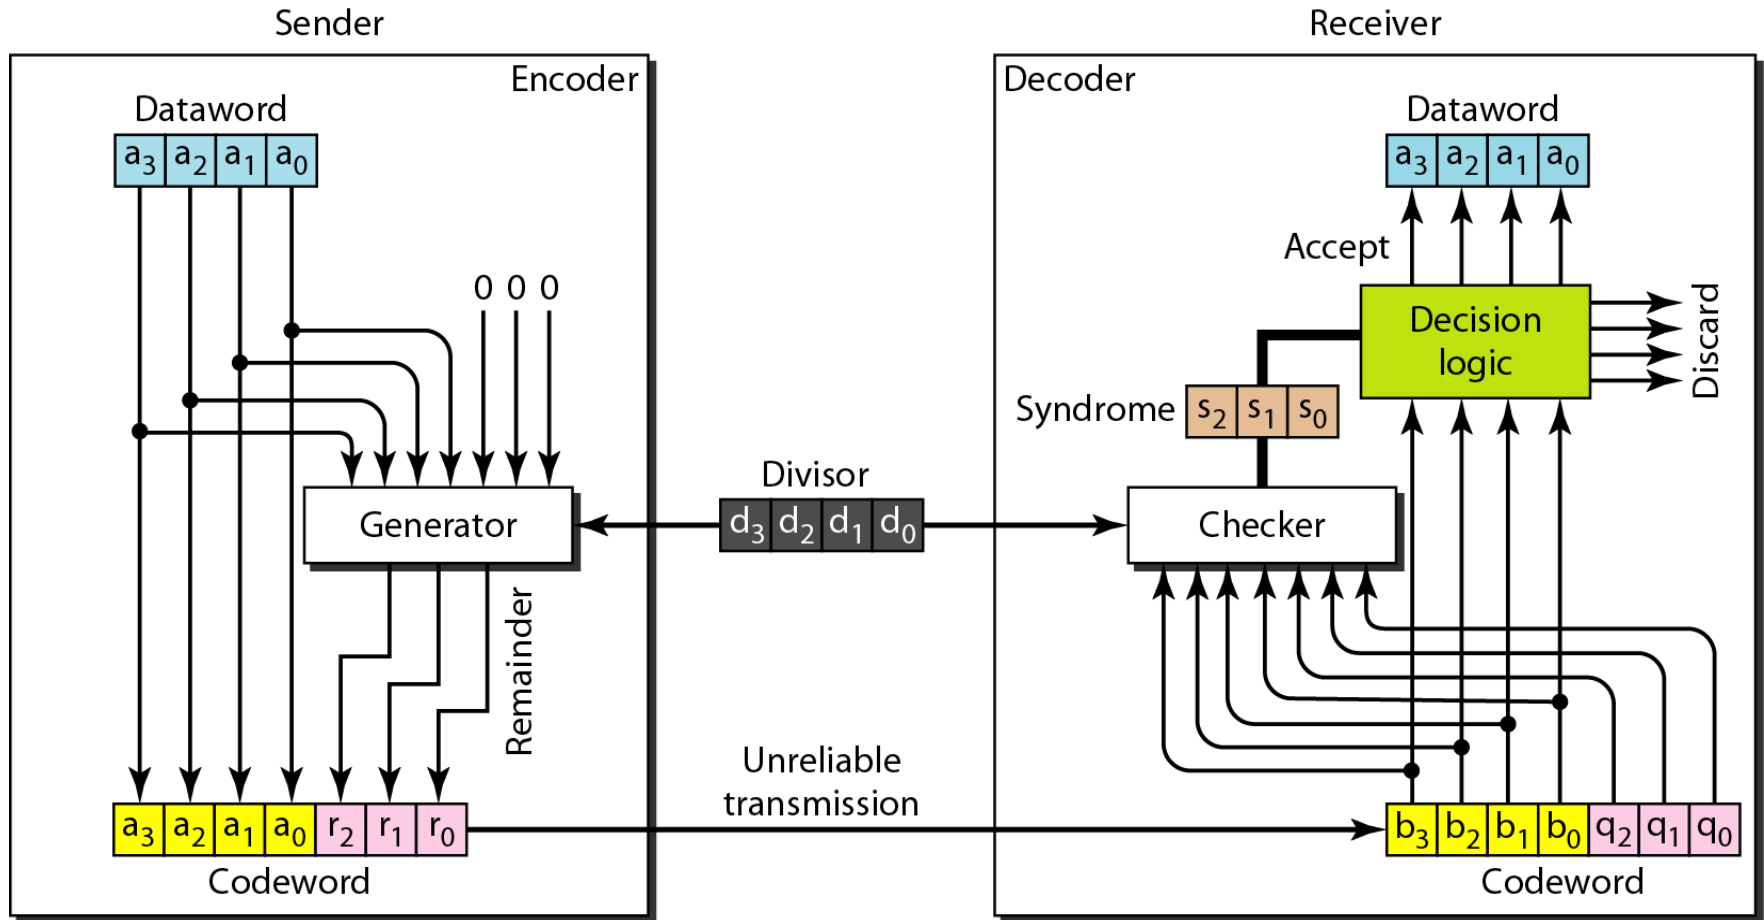 Sender
Receiver
Encoder
Decoder
Dataword
Dataword
a3 a2 a1 a0
a3 a2 a1 a0
Accept
0 0 0
Decision
logic
Discard
Syndrome
s2 s1 s0
Divisor
Generator
d3 d2 d1 d0
Checker
Remainder
Unreliable
transmission
a3 a2 a1 a0 r2 r1 r0
b3 b2 b1 b0 q2 q1 q0
Codeword
Codeword